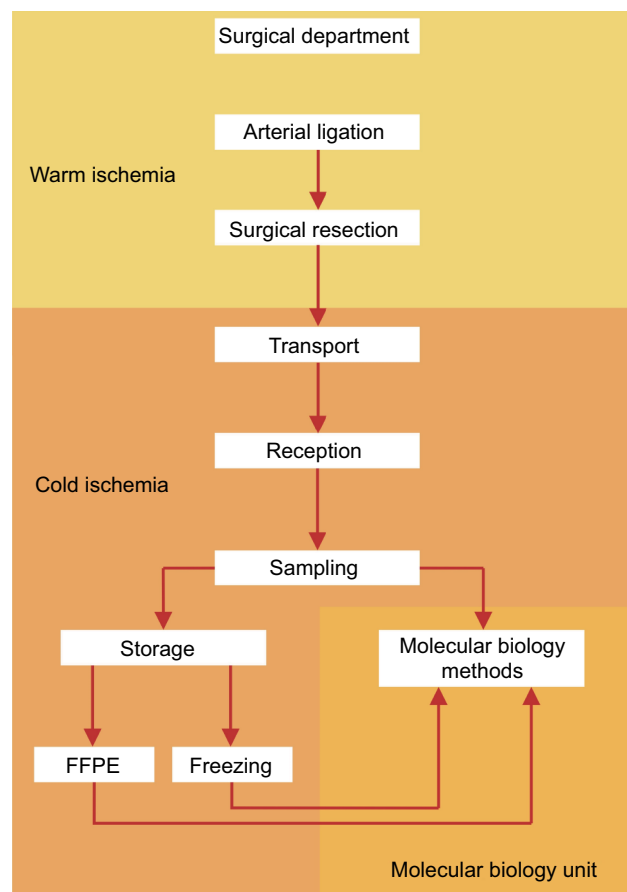 Surgical department
Arterial ligation
Warm ischemia
Surgical resection
Transport
Reception
Cold ischemia
Sampling
Storage
Molecular biology
methods
FFPE
Freezing
Molecular biology unit